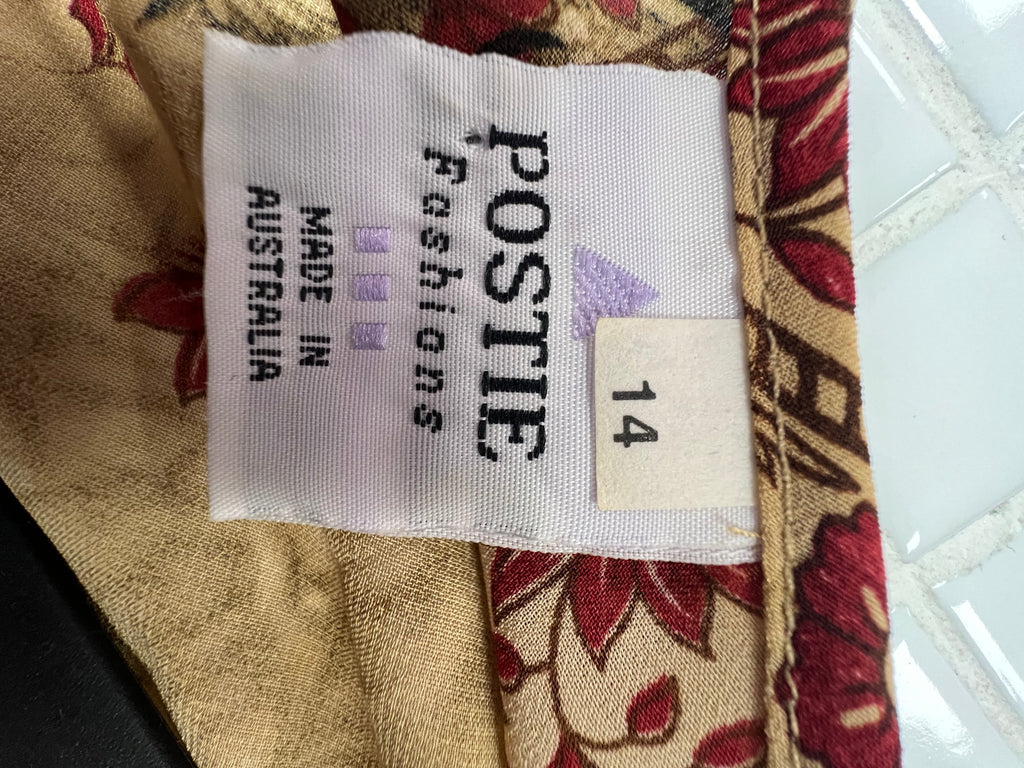 14
POSTIE
Fashions
MADE IN
AUSTRALIA